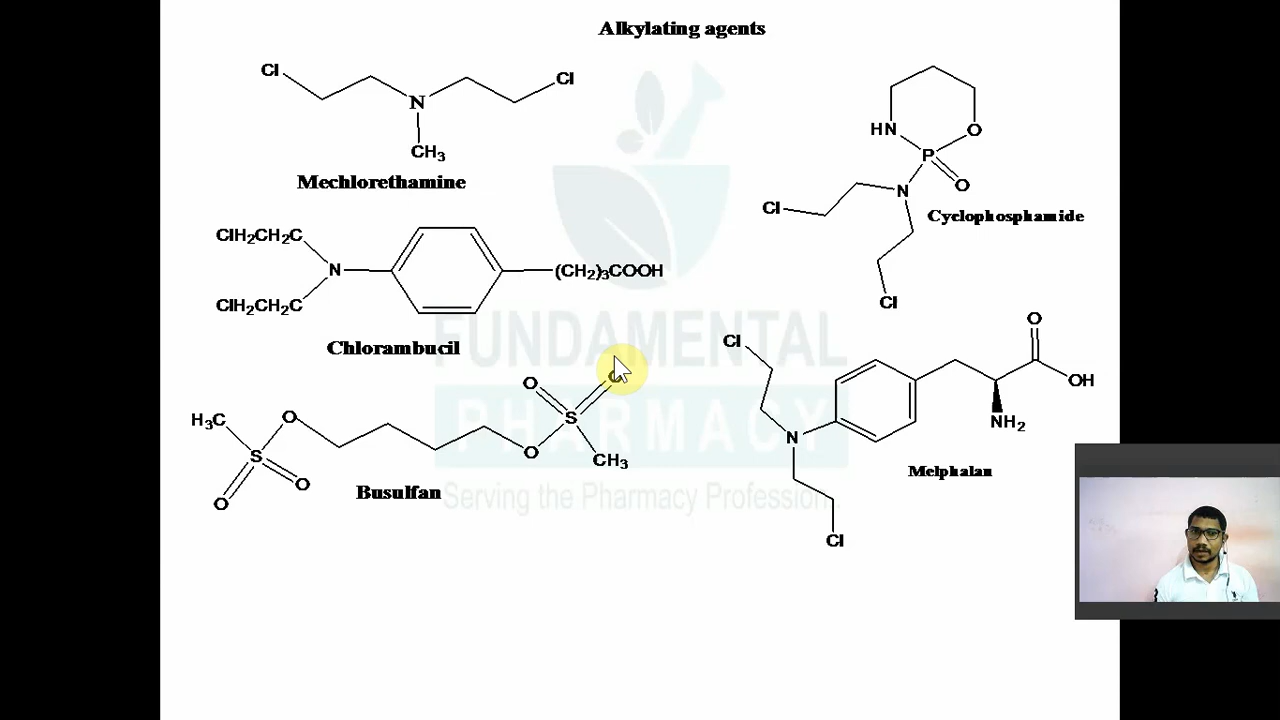 Alkylating agents
Cl
Cl
N
CH3
Mechlorethamine
HN
O
P
O
N
Cl
Cyclophosphamide
Cl
ClH2CH2C
N
(CH2)3COOH
ClH2CH2C
Chlorambucil
H3C
O
O
S
S
O
CH3
O
O
Busulfan
Cl
O
OH
NH2
N
Melphalan
Cl
FUNDAMENTAL
PHARMACY
Serving the Pharmacy Profession